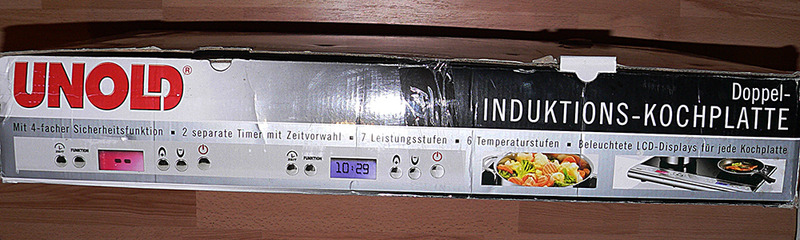 UNOLD®
Doppel-
INDUKTIONS-KOCHPLATTE
Mit 4-facher Sicherheitsfunktion ▪ 2 separate Timer mit Zeitvorwahl ▪ 7 Leistungsstufen ▪ 6 Temperaturstufen ▪ Beleuchtete LCD-Displays für jede Kochplatte
FUNKTION
--
FUNKTION
10:29